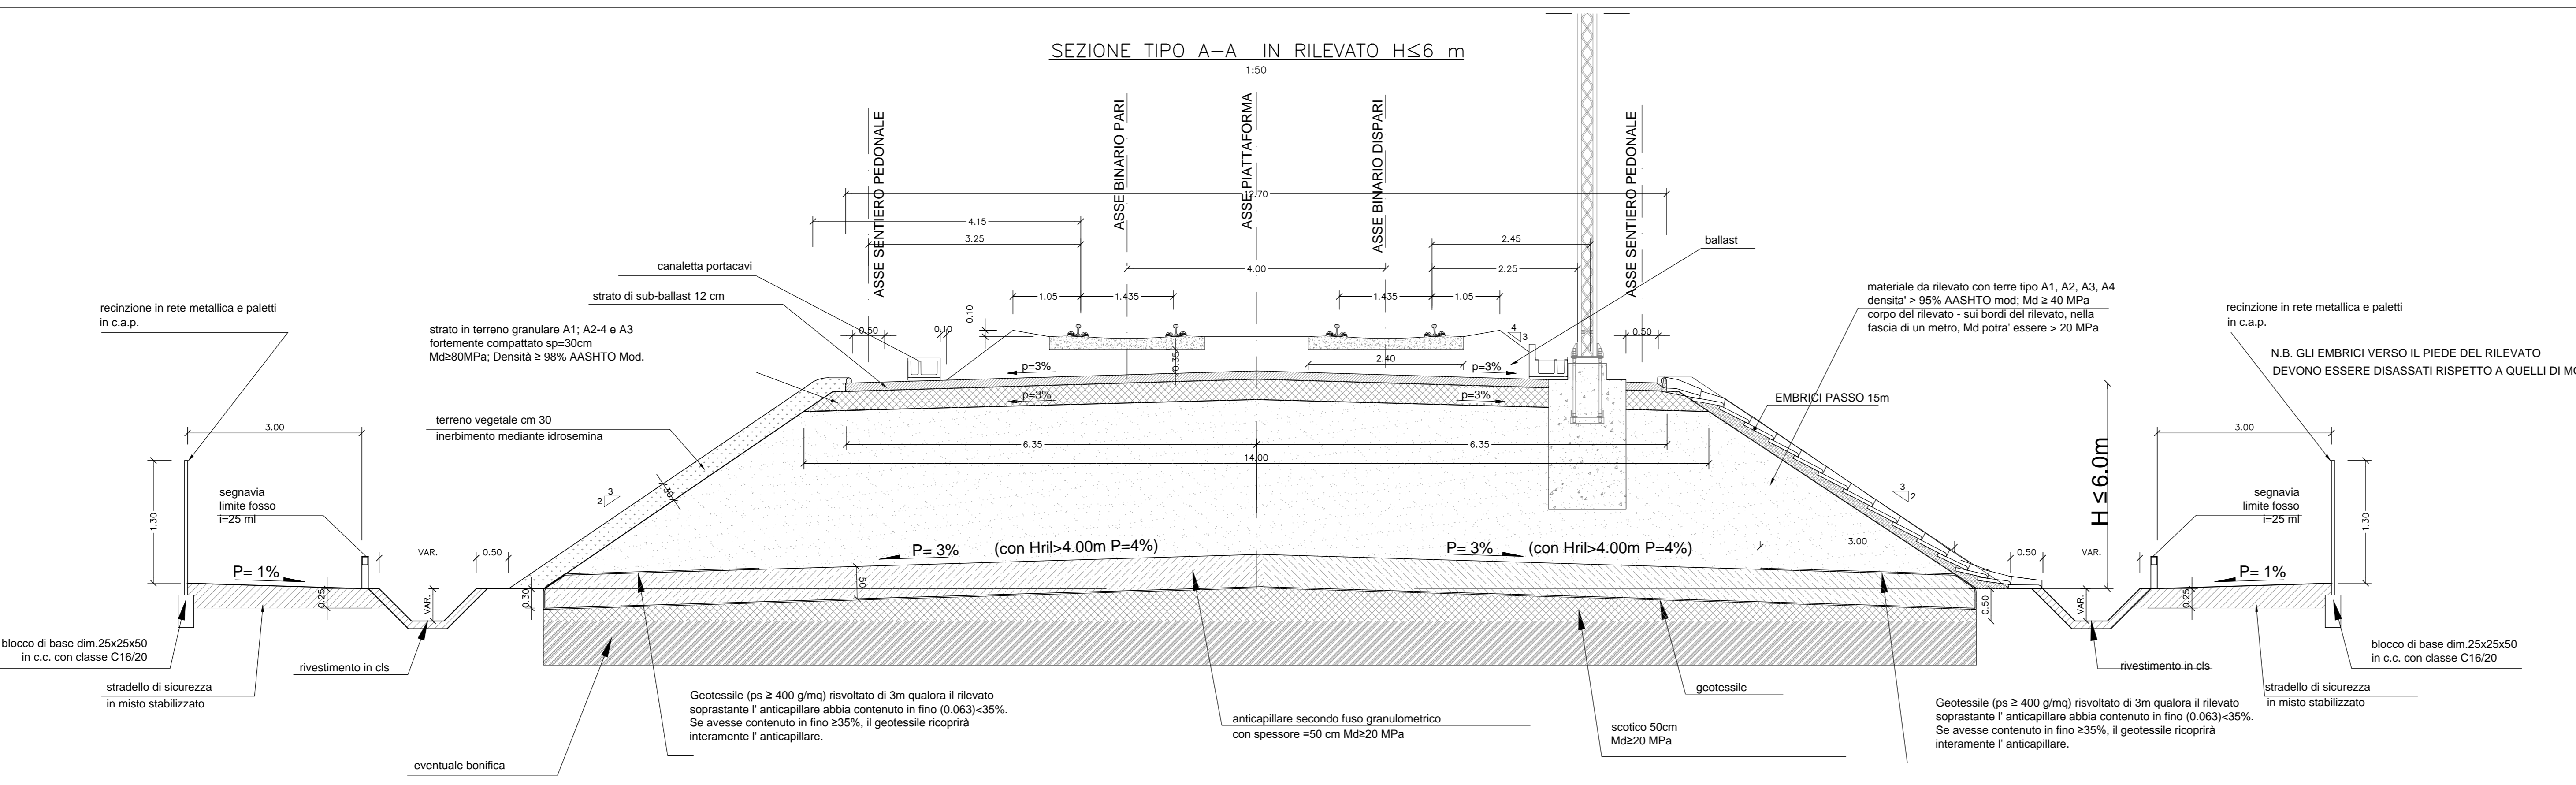 SEZIONE TIPO A-A IN RILEVATO H≤6 m
1:50
ASSE SENTIERO PEDONALE
ASSE BINARIO PARI
ASSE PIATTAFORMA
ASSE BINARIO DISPARI
ASSE SENTIERO PEDONALE
12.70
4.15
3.25
2.45
4.00
2.25
1.05
1.435
1.435
1.05
0.10
0.50
0.10
0.35
2.40
4
3
0.50
canaletta portacavi
strato di sub-ballast 12 cm
strato in terreno granulare A1; A2-4 e A3
fortemente compattato sp=30cm
Md≥80MPa; Densità ≥ 98% AASHTO Mod.
terreno vegetale cm 30
inerbimento mediante idrosemina
ballast
materiale da rilevato con terre tipo A1, A2, A3, A4
densita' > 95% AASHTO mod; Md ≥ 40 MPa
corpo del rilevato - sui bordi del rilevato, nella
fascia di un metro, Md potra' essere > 20 MPa
EMBRICI PASSO 15m
recinzione in rete metallica e paletti
in c.a.p.
recinzione in rete metallica e paletti
in c.a.p.
N.B. GLI EMBRICI VERSO IL PIEDE DEL RILEVATO
DEVONO ESSERE DISASSATI RISPETTO A QUELLI DI MO
p=3%
p=3%
p=3%
p=3%
6.35
6.35
14.00
3.00
1.30
segnavia
limite fosso
i=25 ml
VAR.
0.50
P= 1%
0.25
VAR.
0.30
3
2
30
P= 3%
(con Hril>4.00m P=4%)
50
P= 3%
(con Hril>4.00m P=4%)
3.00
3
2
H ≤ 6.0m
3.00
segnavia
limite fosso
i=25 ml
1.30
0.50
VAR.
P= 1%
0.50
VAR.
0.25
blocco di base dim.25x25x50
in c.c. con classe C16/20
stradello di sicurezza
in misto stabilizzato
rivestimento in cls
eventuale bonifica
Geotessile (ps ≥ 400 g/mq) risvoltato di 3m qualora il rilevato
soprastante l' anticapillare abbia contenuto in fino (0.063)<35%.
Se avesse contenuto in fino ≥35%, il geotessile ricoprirà
interamente l' anticapillare.
anticapillare secondo fuso granulometrico
con spessore =50 cm Md≥20 MPa
scotico 50cm
Md≥20 MPa
geotessile
Geotessile (ps ≥ 400 g/mq) risvoltato di 3m qualora il rilevato
soprastante l' anticapillare abbia contenuto in fino (0.063)<35%.
Se avesse contenuto in fino ≥35%, il geotessile ricoprirà
interamente l' anticapillare.
rivestimento in cls
blocco di base dim.25x25x50
in c.c. con classe C16/20
stradello di sicurezza
in misto stabilizzato